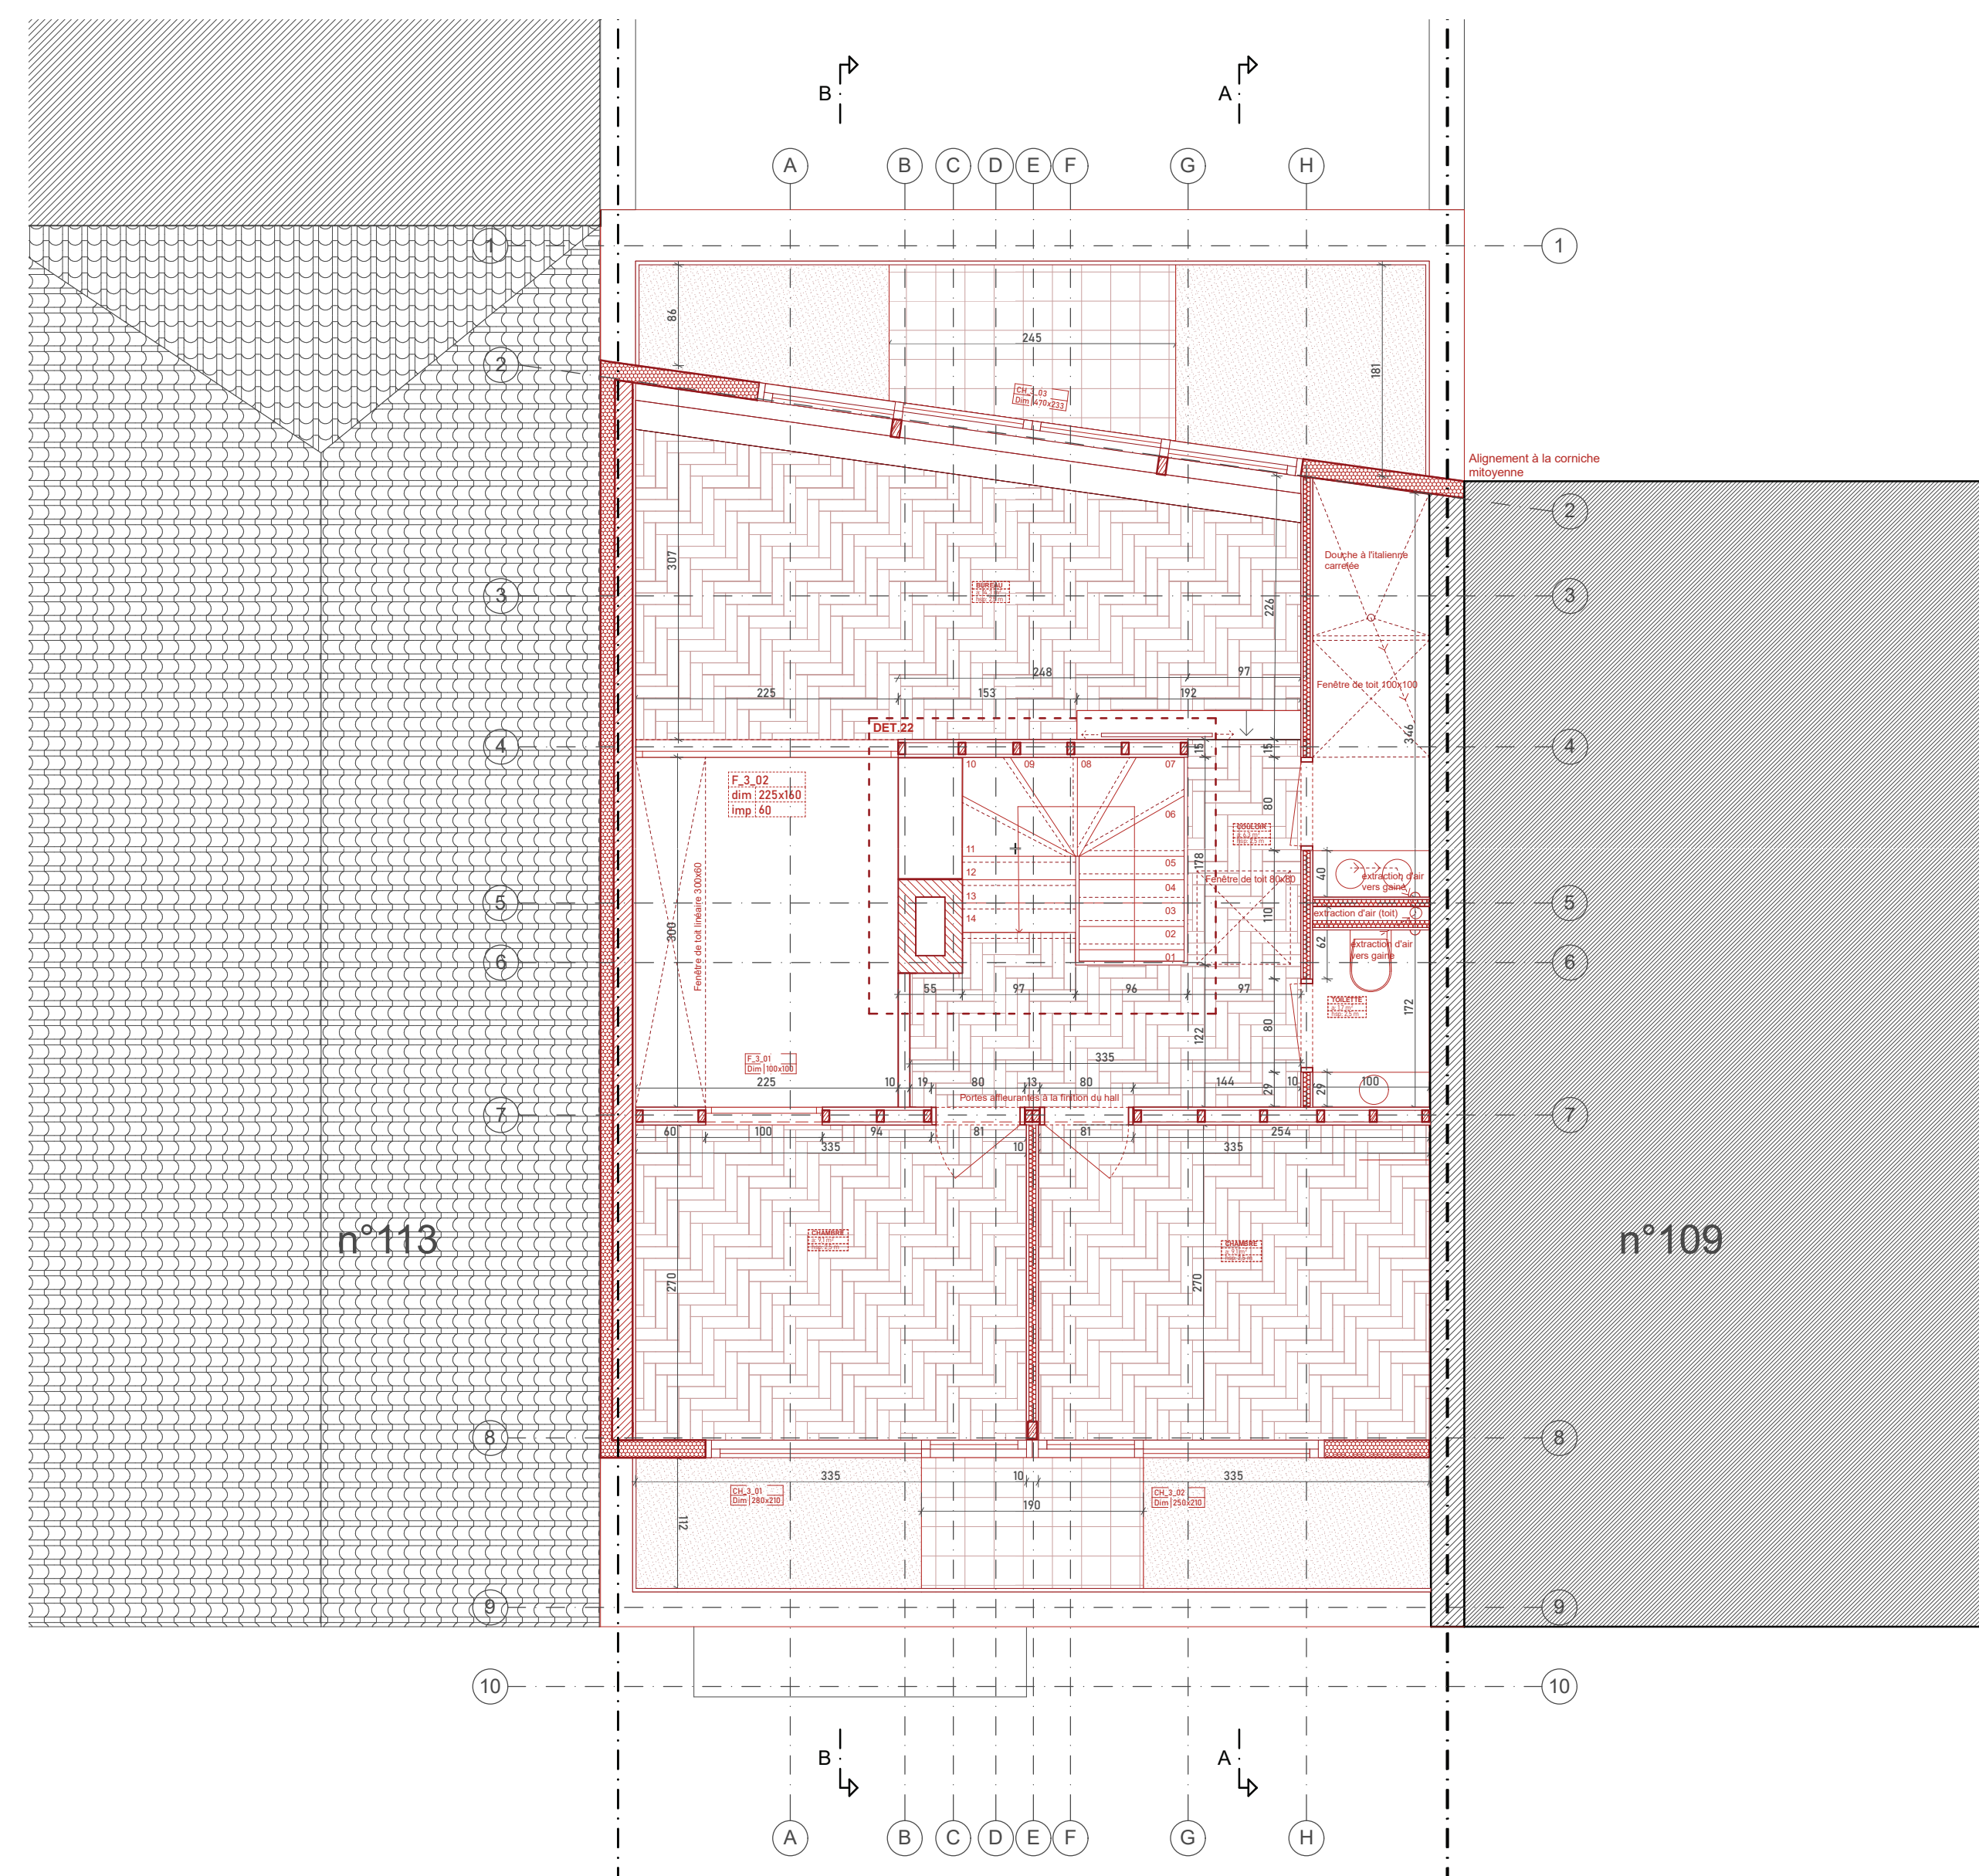 B
A
A
B
C
D
E
F
G
H
1
1
86
245
181
2
CH_3_03
Dim 470x233
Alignement à la corniche
mitoyenne
2
307
226
Douche à l'italienne
carrelée
3
BUREAU
3
248
97
Fenêtre de toit 100x100
225
153
192
DET.22
346
4
15
15
4
10
09
08
07
F_3_02
dim 225x160
imp 60
80
06
COULOIR
11
178
05
12
40
extraction d'air
vers gaine
Fenêtre de toit 80x80
04
13
03
14
110
5
extraction d'air (toit)
5
300
Fenêtre de toit linéaire 300x60
02
62
extraction d'air
vers gaine
01
6
6
55
97
96
97
TOILETTE
172
122
80
F_3_01
Dim 100x100
335
225
10
19
80
13
80
144
29
10
29
100
Portes affleurantes à la finition du hall
7
7
60
100
94
81
81
254
335
10
335
n°113
CHAMBRE
CHAMBRE
n°109
270
270
8
8
335
10
335
CH_3_01
Dim 280x210
190
CH_3_02
Dim 250x210
112
9
9
10
10
B
A
A
B
C
D
E
F
G
H